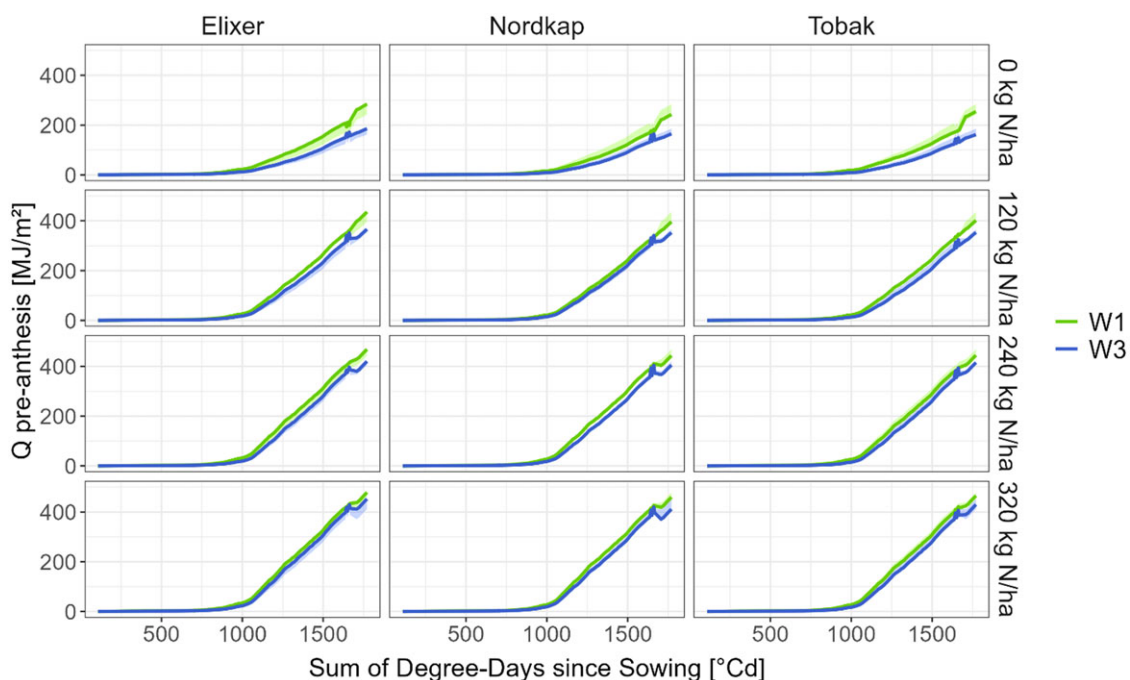 Elixer Nordkap Tobak
Q pre-anthesis [MJ/m²]
400
200
0
0 kg N/ha
400
200
0
120 kg N/ha
400
200
0
240 kg N/ha
400
200
0
320 kg N/ha
W1
W3
500 1000 1500 500 1000 1500 500 1000 1500
Sum of Degree-Days since Sowing [°Cd]